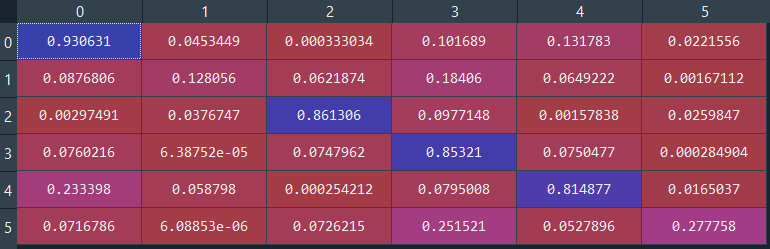 0 1 2 3 4 5
0 0.930631 0.0453449 0.000333034 0.101689 0.131783 0.0221556
1 0.0876806 0.128056 0.0621874 0.18406 0.0649222 0.00167112
2 0.00297491 0.0376747 0.861306 0.0977148 0.00157838 0.0259847
3 0.0760216 6.38752e-05 0.0747962 0.85321 0.0750477 0.000284904
4 0.233398 0.058798 0.000254212 0.0795008 0.814877 0.0165037
5 0.0716786 6.08853e-06 0.0726215 0.251521 0.0527896 0.277758